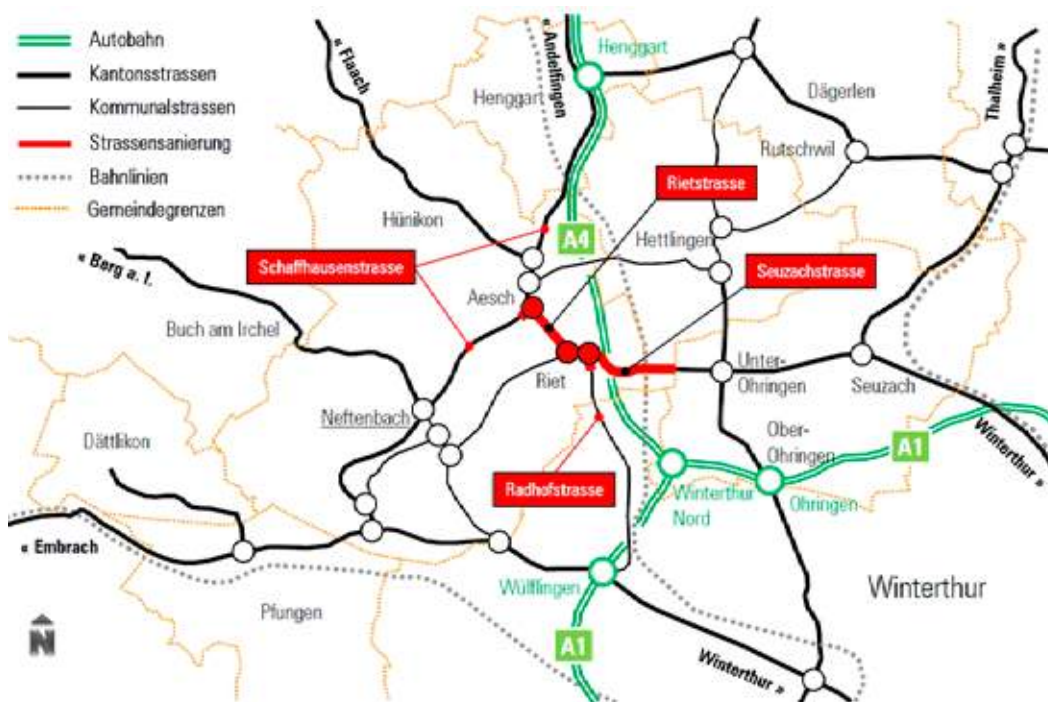 Autobahn
Kantonsstrassen
Kommunalstrassen
Strassensanierung
Bahnlinien
Gemeindegrenzen
« Flaach
« Andelfingen
Henggart
Henggart
Dägerlen
Thalheim »
Rutschwil
Rietstrasse
Hünikon
A4
Hettlingen
Schaffhausenstrasse
Seuzachstrasse
« Berg a. I.
Aesch
Buch am Irchel
Riet
Unter-
Ohringen
Seuzach
Neftenbach
Dättlikon
Ober-
Ohringen
A1
Winterthur »
Radhofstrasse
Winterthur
Nord
Ohringen
« Embrach
Wülflingen
Winterthur
Pfungen
N
A1
Winterthur »